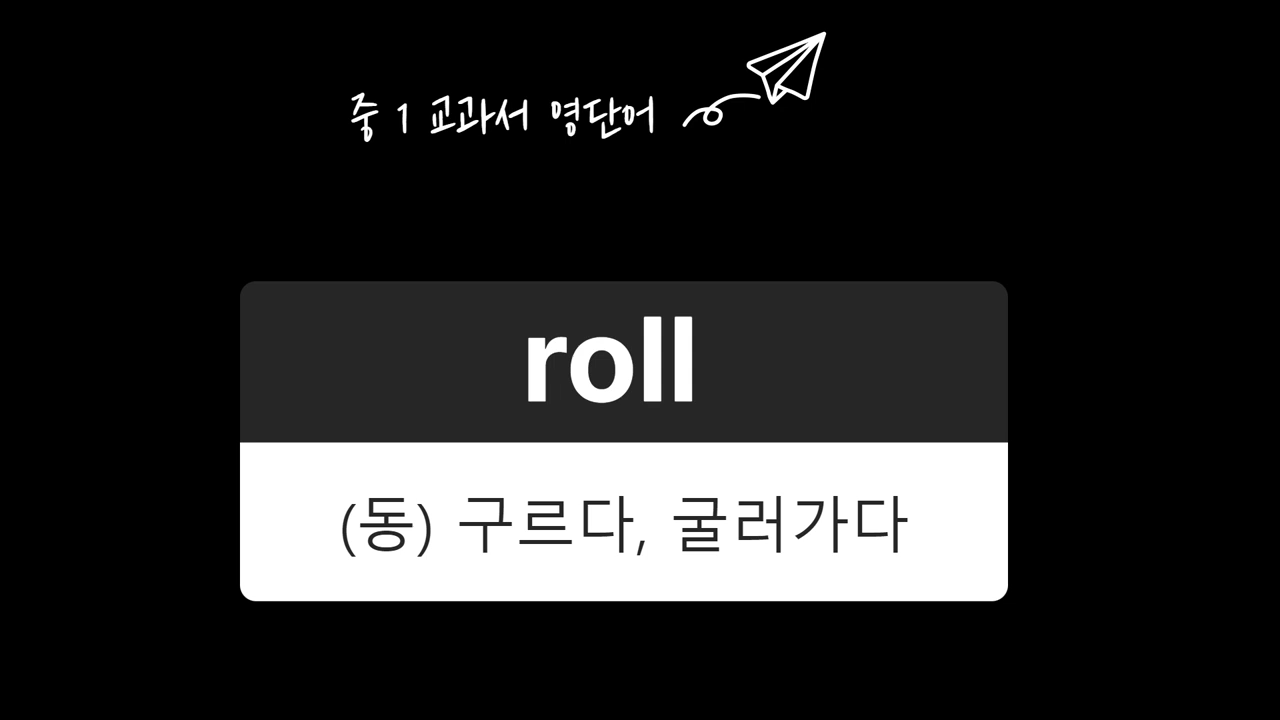 중 1 교과서 영단어
roll
(동) 구르다, 굴러가다